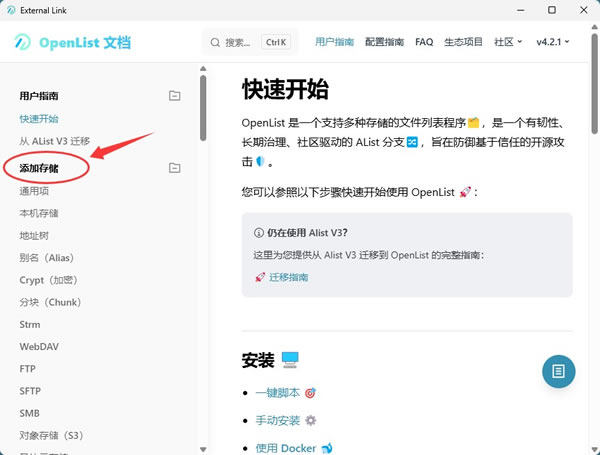 External Link
OpenList 文档
搜索...
Ctrl K
用户指南
配置指南
FAQ
生态项目
社区
v4.2.1
用户指南
快速开始
从 AList V3 迁移
添加存储
通用项
本机存储
地址树
别名（Alias）
Crypt（加密）
分块（Chunk）
Strm
WebDAV
FTP
SFTP
SMB
对象存储（S3）
快速开始
OpenList 是一个支持多种存储的文件列表程序🗂️，是一个有韧性、
长期治理、社区驱动的 AList 分支🔀，旨在防御基于信任的开源攻
击🛡️。
您可以参照以下步骤快速开始使用 OpenList 🚀：
仍在使用 Alist V3?
这里为您提供从 Alist V3 迁移到 OpenList 的完整指南：
🚀 迁移指南
安装 🖥️
一键脚本 🎯
手动安装 ⚙️
使用 Docker 🐋